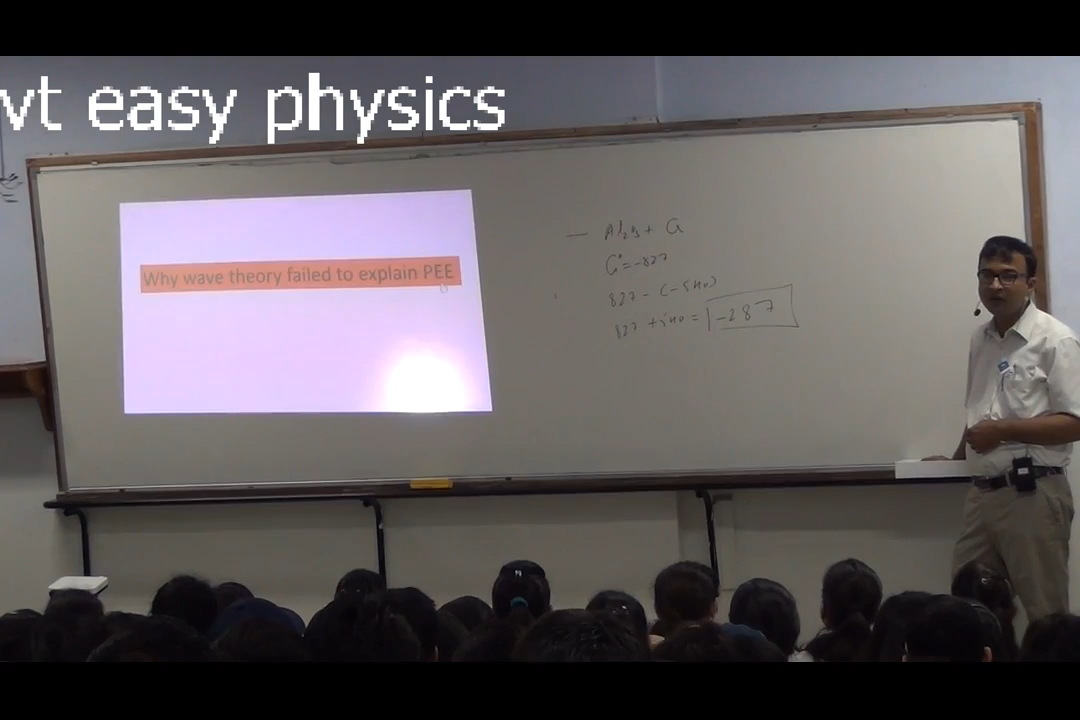 vt easy physics
Why wave theory failed to explain PEE
= -827
827 - (-540)
827 + 540 = -287